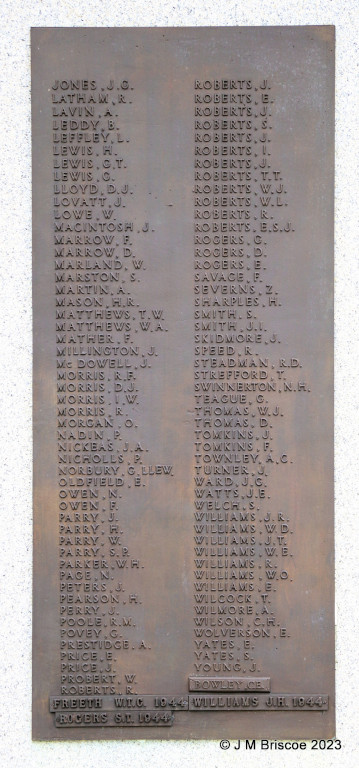 JONES, J.G.
LATHAM, R.
LAVIN, A.
LEDDY, B.
LEFFLEY, L.
LEWIS, H.
LEWIS, G.T.
LEWIS, G.
LLOYD, D.J.
LOVATT, J.
LOWE, W.
MACINTOSH, J.
MARROW, F.
MARROW, D.
MARLAND, W.
MARSTON, S.
MARTIN, A.
MASON, H.R.
MATTHEWS, T.W.
MATTHEWS, W.A.
MATHER, F.
MILLINGTON, J.
Mc DOWELL, J.
MORRIS, R.F.
MORRIS, D.J.
MORRIS, I.W.
MORRIS, R.
MORGAN, O.
NADIN, P.
NICKEAS, J.A.
NICHOLLS, P.
NORBURY, G.LLEW.
OLDFIELD, E.
OWEN, N.
OWEN, F.
PARRY, J.
PARRY, H.
PARRY, W.
PARRY, S.P.
PARKER, W.H.
PAGE, N.
PETERS, J.
PEARSON, H.
PERRY, J.
POOLE, R.M.
POVEY, G.
PRESTIDGE, A.
PRICE, E.
PRICE, J.
PROBERT, W.
ROBERTS, R.
FREETH W.T.C. 1944
ROGERS S.T. 1944
ROBERTS, J.
ROBERTS, E.
ROBERTS, J.
ROBERTS, S.
ROBERTS, J.
ROBERTS, I.
ROBERTS, J.
ROBERTS, T.T.
ROBERTS, W.J.
ROBERTS, W.L.
ROBERTS, R.
ROBERTS, E.S.J.
ROGERS, G.
ROGERS, D.
ROGERS, E.
SAVAGE, F.
SEVERNS, Z.
SHARPLES, H.
SMITH, S.
SMITH, J.I.
SKIDMORE, J.
SPEED, R.
STEADMAN, R.D.
STREFFORD, T.
SWINNERTON, N.H.
TEAGUE, G.
THOMAS, W.J.
THOMAS, D.
TOMKINS, J.
TOMKINS, F.
TOWNLEY, A.C.
TURNER, J.
WARD, J.G.
WATTS, J.E.
WELCH, S.
WILLIAMS, J.R.
WILLIAMS, W.D.
WILLIAMS, J.T.
WILLIAMS, W.E.
WILLIAMS, R.
WILLIAMS, W.O.
WILLIAMS, E.
WILCOCK, T.
WILMORE, A.
WILSON, C.H.
WOLVERSON, E.
YATES, E.
YATES, S.
YOUNG, J.
ROWLEY, C.E.
WILLIAMS J.H. 1944
© J M Briscoe 2023